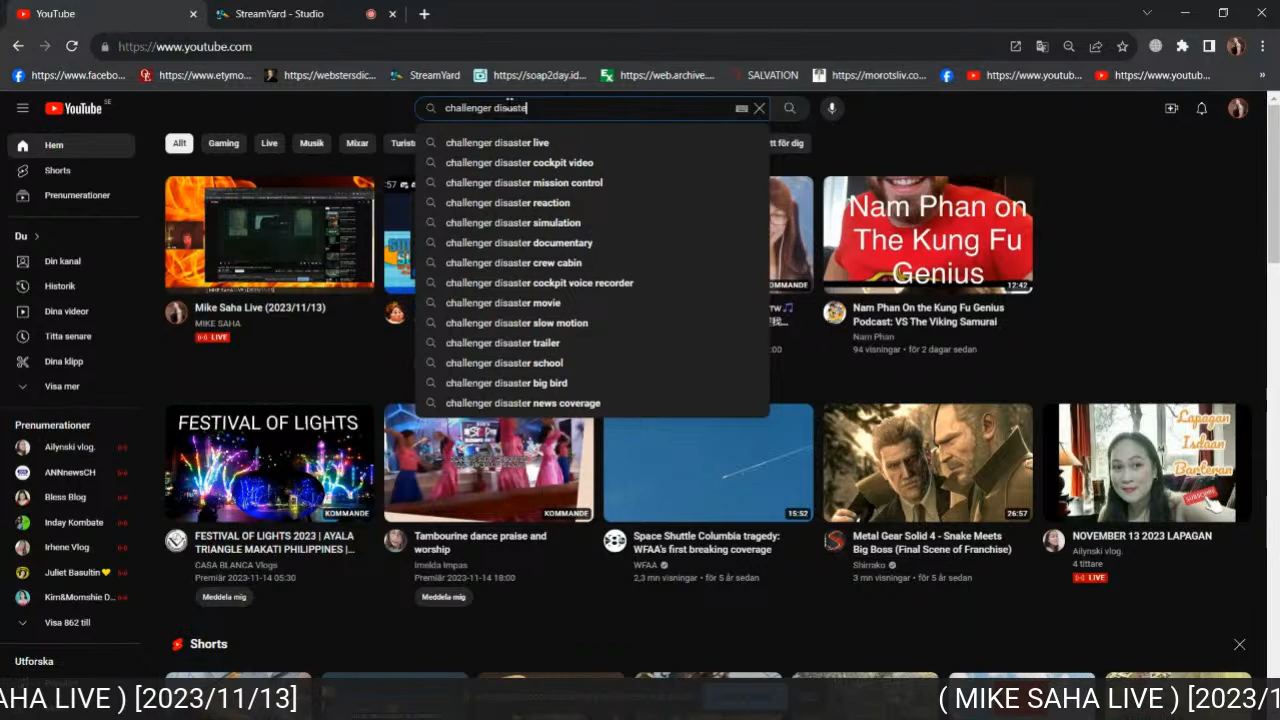 YouTube
StreamYard - Studio
https://www.youtube.com
https://www.facebo...
https://www.etymo...
https://webstersdic...
StreamYard
https://soap2day.id...
https://web.archive....
SALVATION
https://morotsliv.co...
https://www.youtub...
https://www.youtub...
YouTube SE
challenger disaste
Hem
Shorts
Prenumerationer
Du
Din kanal
Historik
Dina videor
Titta senare
Dina klipp
Visa mer
Prenumerationer
Ailynski vlog.
ANNnewsCH
Bless Blog
Inday Kombate
Irhene Vlog
Juliet Basultin
Kim&Momshie D...
Visa 862 till
Utforska
Allt
Gaming
Live
Musik
Mixar
Turist
tt för dig
challenger disaster live
challenger disaster cockpit video
challenger disaster mission control
challenger disaster reaction
challenger disaster simulation
challenger disaster documentary
challenger disaster crew cabin
challenger disaster cockpit voice recorder
challenger disaster movie
challenger disaster slow motion
challenger disaster trailer
challenger disaster school
challenger disaster big bird
challenger disaster news coverage
Mike Saha Live (2023/11/13)
MIKE SAHA
LIVE
Nam Phan on
The Kung Fu
Genius
12:42
Nam Phan On the Kung Fu Genius
Podcast: VS The Viking Samurai
Nam Phan
94 visningar • för 2 dagar sedan
FESTIVAL OF LIGHTS
KOMMANDE
FESTIVAL OF LIGHTS 2023 | AYALA
TRIANGLE MAKATI PHILIPPINES |...
CASA BLANCA Vlogs
Premiär 2023-11-14 05:30
Meddela mig
KOMMANDE
Tambourine dance praise and
worship
Imelda Impas
Premiär 2023-11-14 18:00
Meddela mig
15:52
Space Shuttle Columbia tragedy:
WFAA's first breaking coverage
WFAA
2,3 mn visningar • för 5 år sedan
26:57
Metal Gear Solid 4 - Snake Meets
Big Boss (Final Scene of Franchise)
Shirrako
3 mn visningar • för 5 år sedan
Lapagan
Isdaan
Barteran
SUBSCRIBE
NOVEMBER 13 2023 LAPAGAN
Ailynski vlog.
4 tittare
LIVE
Shorts
AHA LIVE ) [2023/11/13]
( MIKE SAHA LIVE ) [2023/1